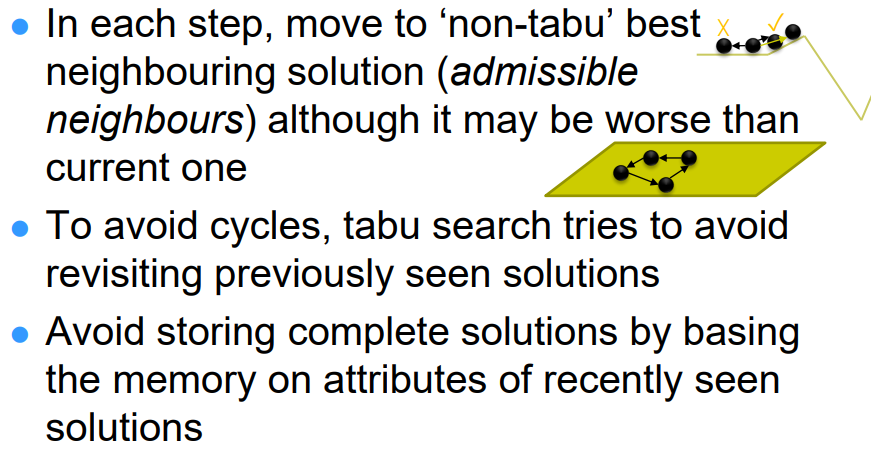 ● In each step, move to ‘non-tabu’ best
neighbouring solution (admissible
neighbours) although it may be worse than
current one
● To avoid cycles, tabu search tries to avoid
revisiting previously seen solutions
● Avoid storing complete solutions by basing
the memory on attributes of recently seen
solutions